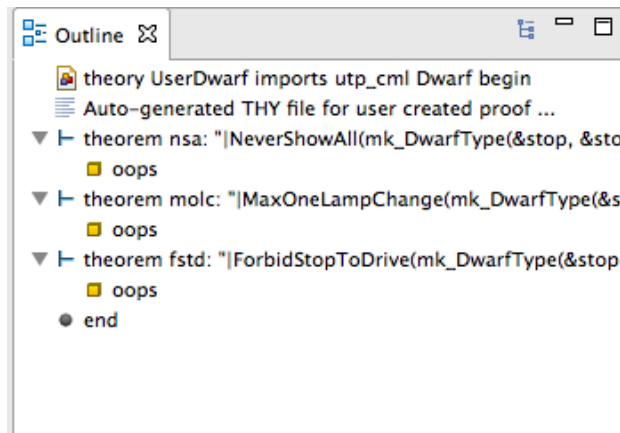 Outline
theory UserDwarf imports utp_cml Dwarf begin
Auto-generated THY file for user created proof ...
theorem nsa: "|NeverShowAll(mk_DwarfType(&stop, &sto
oops
theorem molc: "|MaxOneLampChange(mk_DwarfType(&s
oops
theorem fstd: "|ForbidStopToDrive(mk_DwarfType(&stop
oops
end